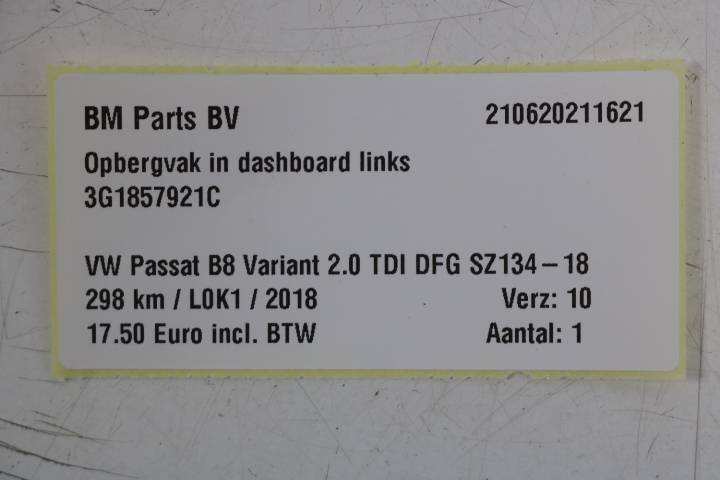 BM Parts BV 210620211621
Opbergvak in dashboard links
3G1857921C
VW Passat B8 Variant 2.0 TDI DFG SZ134-18
298 km / L0K1 / 2018 Verz: 10
17.50 Euro incl. BTW Aantal: 1